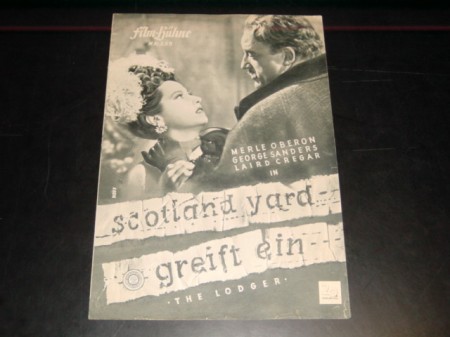 Film-Bühne
MERLE OBERON
GEORGE SANDERS
LAIRD CREGAR
IN
scotland yard
greift ein
· THE LODGER ·